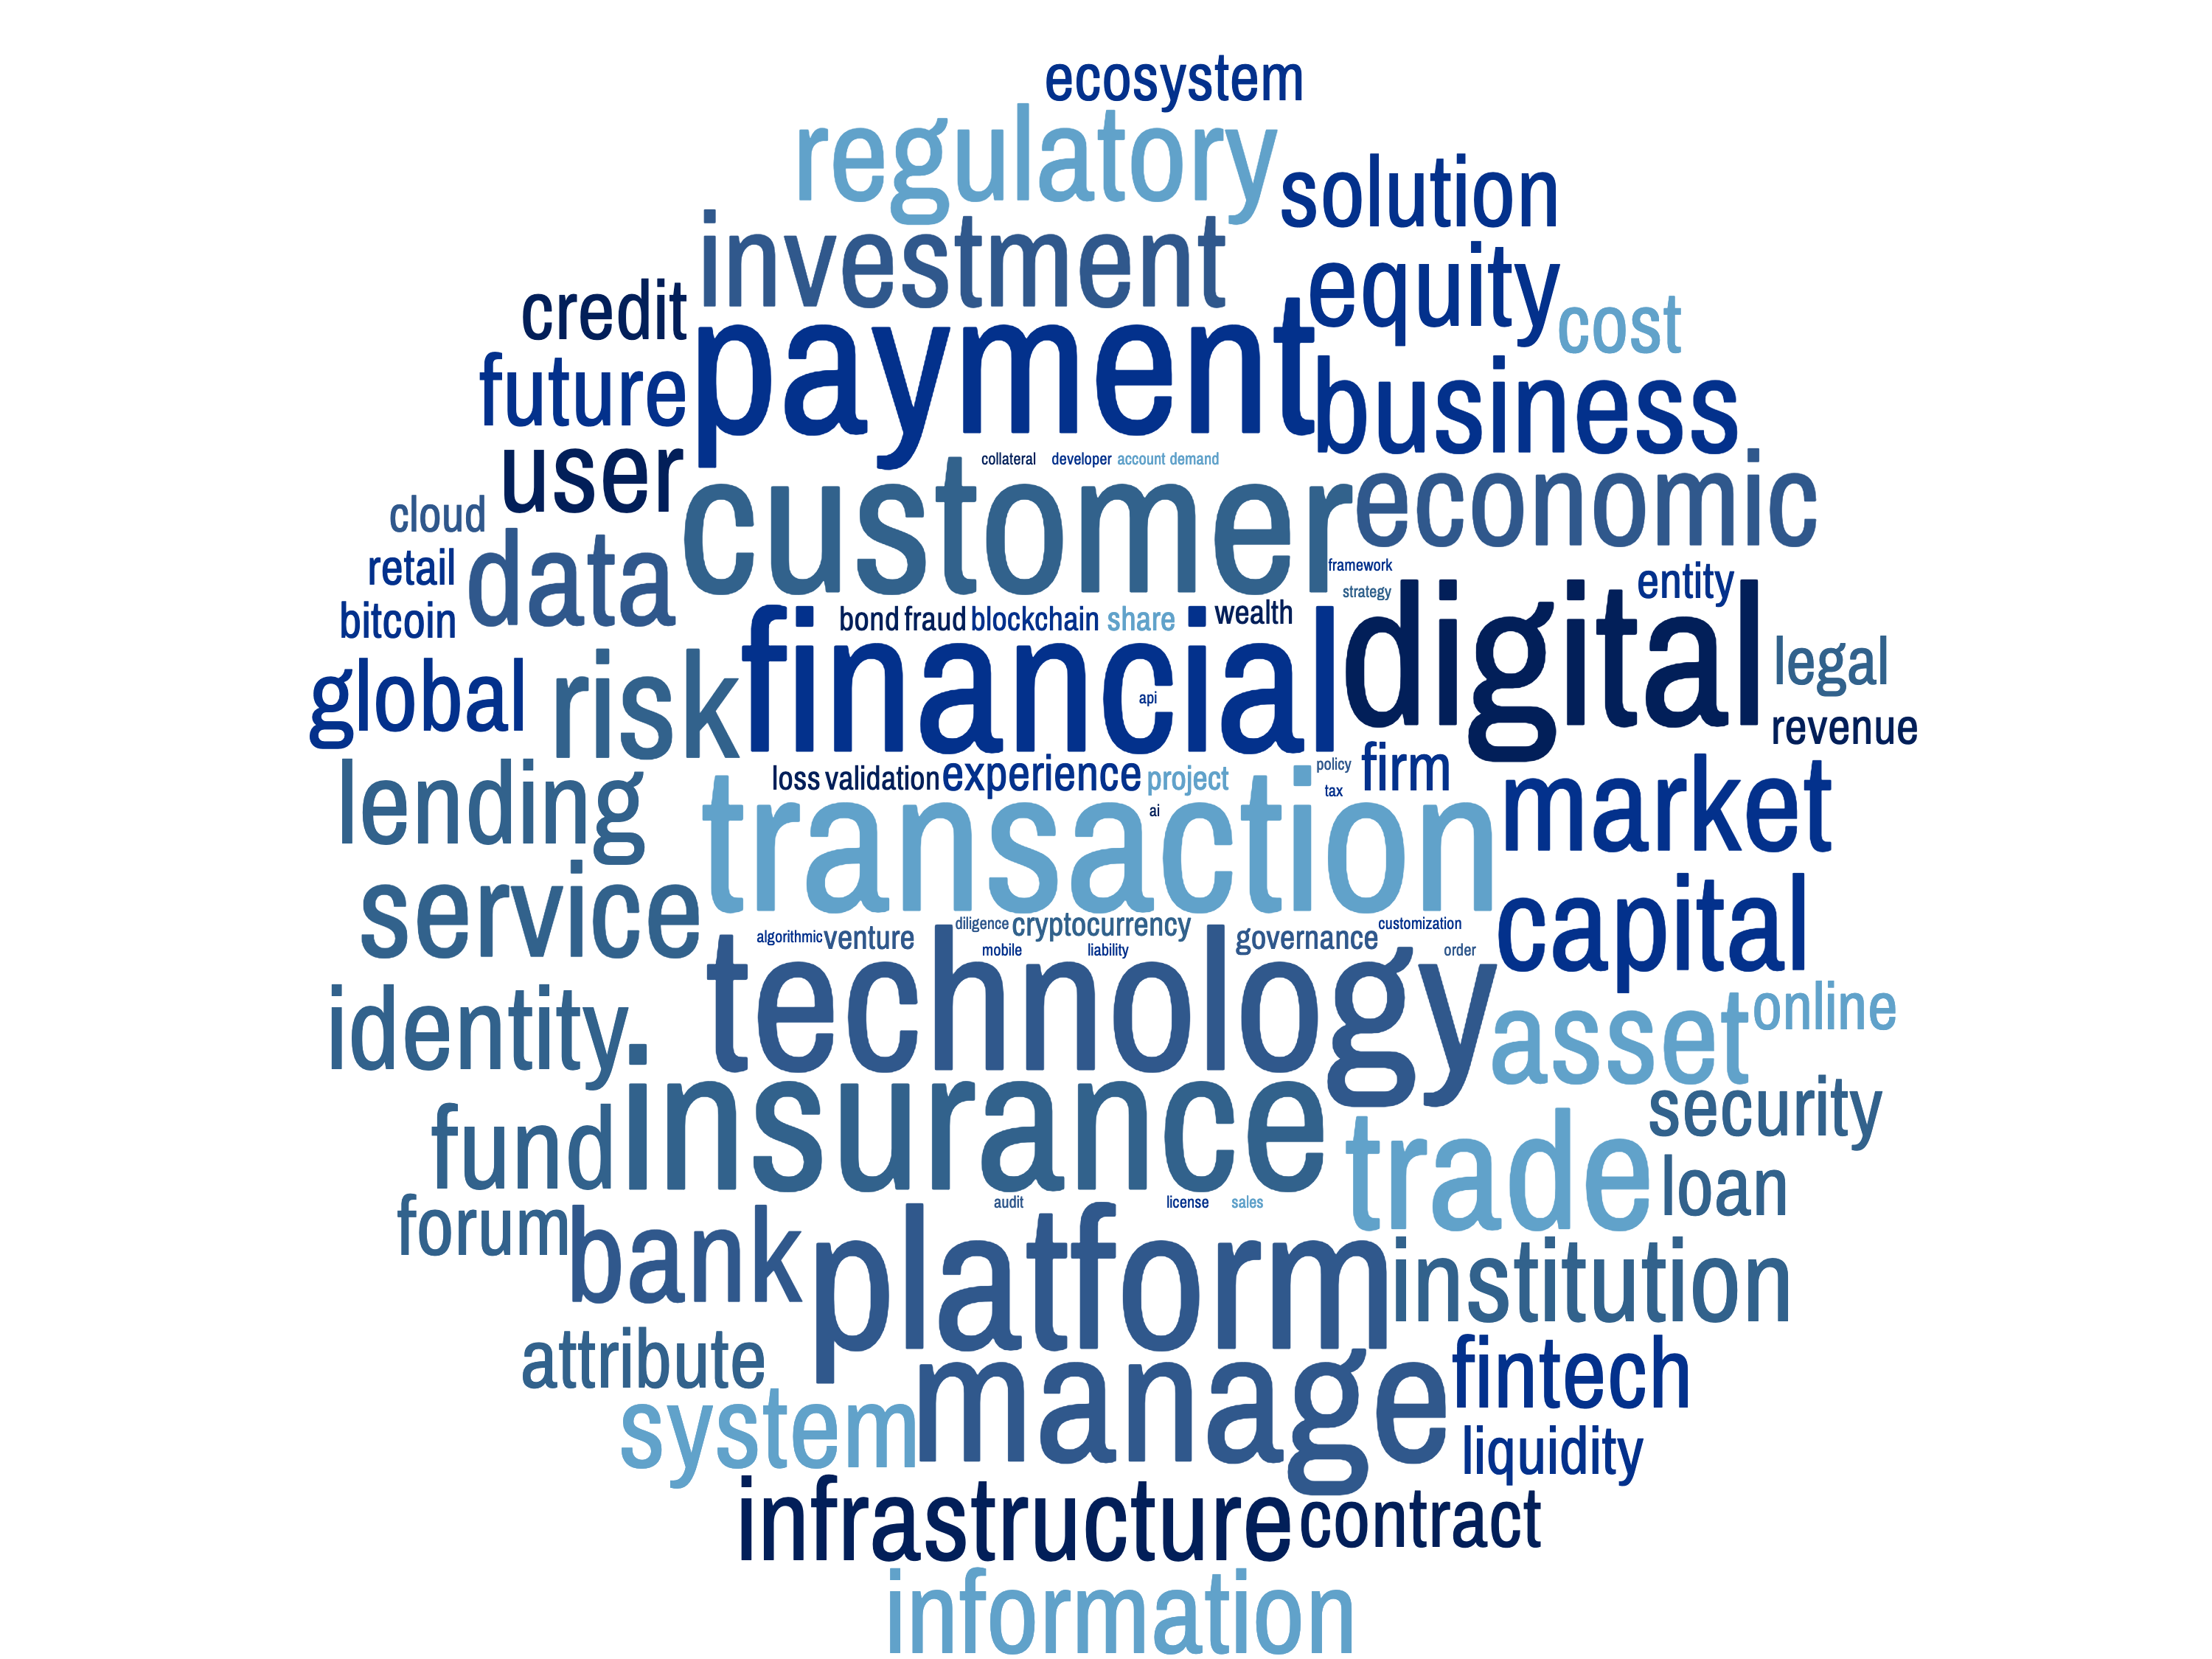 ecosystem
regulatory
solution
investment
equity
credit
cost
payment
future
business
user
collateral developer account demand
customer
economic
cloud
retail
data
framework
strategy
entity
bitcoin
bond fraud blockchain share wealth
financial
digital
global
risk
legal
api
revenue
loss validation experience project
policy
firm
tax
ai
lending
transaction
market
service
capital
algorithmic venture
diligence cryptocurrency
governance customization
mobile
liability
order
technology
identity
asset
online
insurance
security
fund
trade
loan
audit
license
sales
forum
bank
platform
institution
attribute
fintech
system
manage
liquidity
infrastructure
contract
information